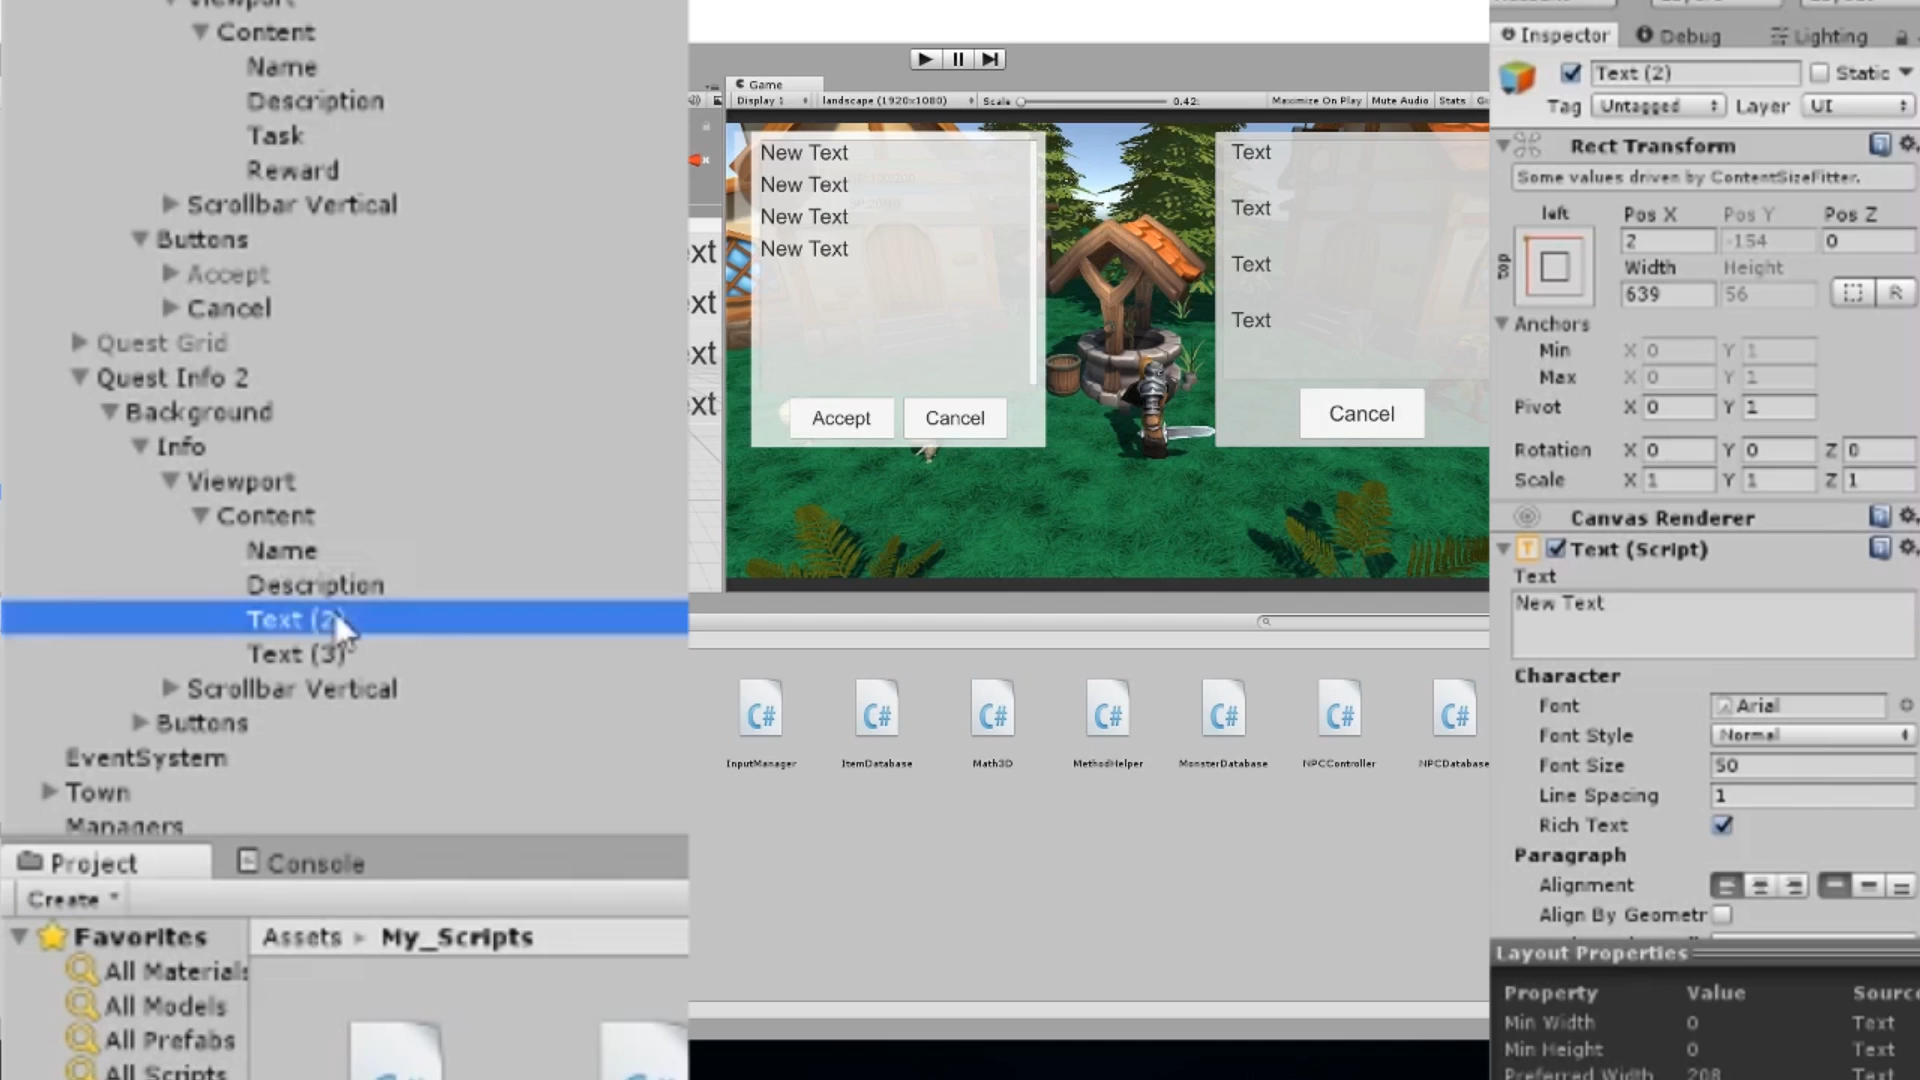 Viewport
Content
Name
Description
Task
Reward
Scrollbar Vertical
Buttons
Accept
Cancel
Quest Grid
Quest Info 2
Background
Info
Viewport
Content
Name
Description
Text (2)
Text (3)
Scrollbar Vertical
Buttons
EventSystem
Town
Managers
Project
Console
Create
Favorites
All Materials
All Models
All Prefabs
All Scripts
Assets
My_Scripts
Game
Display 1
landscape (1920x1080)
Scale
0.42:
Maximize On Play
Mute Audio
Stats
New Text
New Text
New Text
New Text
Accept
Cancel
Text
Text
Text
Text
Cancel
InputManager
ItemDatabase
Math3D
MethodHelper
MonsterDatabase
NPCController
NPCDatabase
Inspector
Debug
Lighting
Text (2)
Static
Tag
Untagged
Layer
UI
Rect Transform
Some values driven by ContentSizeFitter.
left
top
Pos X
Pos Y
Pos Z
2
-154
0
Width
Height
639
56
R
Anchors
Min
X 0
Y 1
Max
X 0
Y 1
Pivot
X 0
Y 1
Rotation
X 0
Y 0
Z 0
Scale
X 1
Y 1
Z 1
Canvas Renderer
Text (Script)
Text
New Text
Character
Font
Arial
Font Style
Normal
Font Size
50
Line Spacing
1
Rich Text
Paragraph
Alignment
Align By Geometr
Layout Properties
Property
Value
Source
Min Width
0
Text
Min Height
0
Text
Preferred Width
208
Text